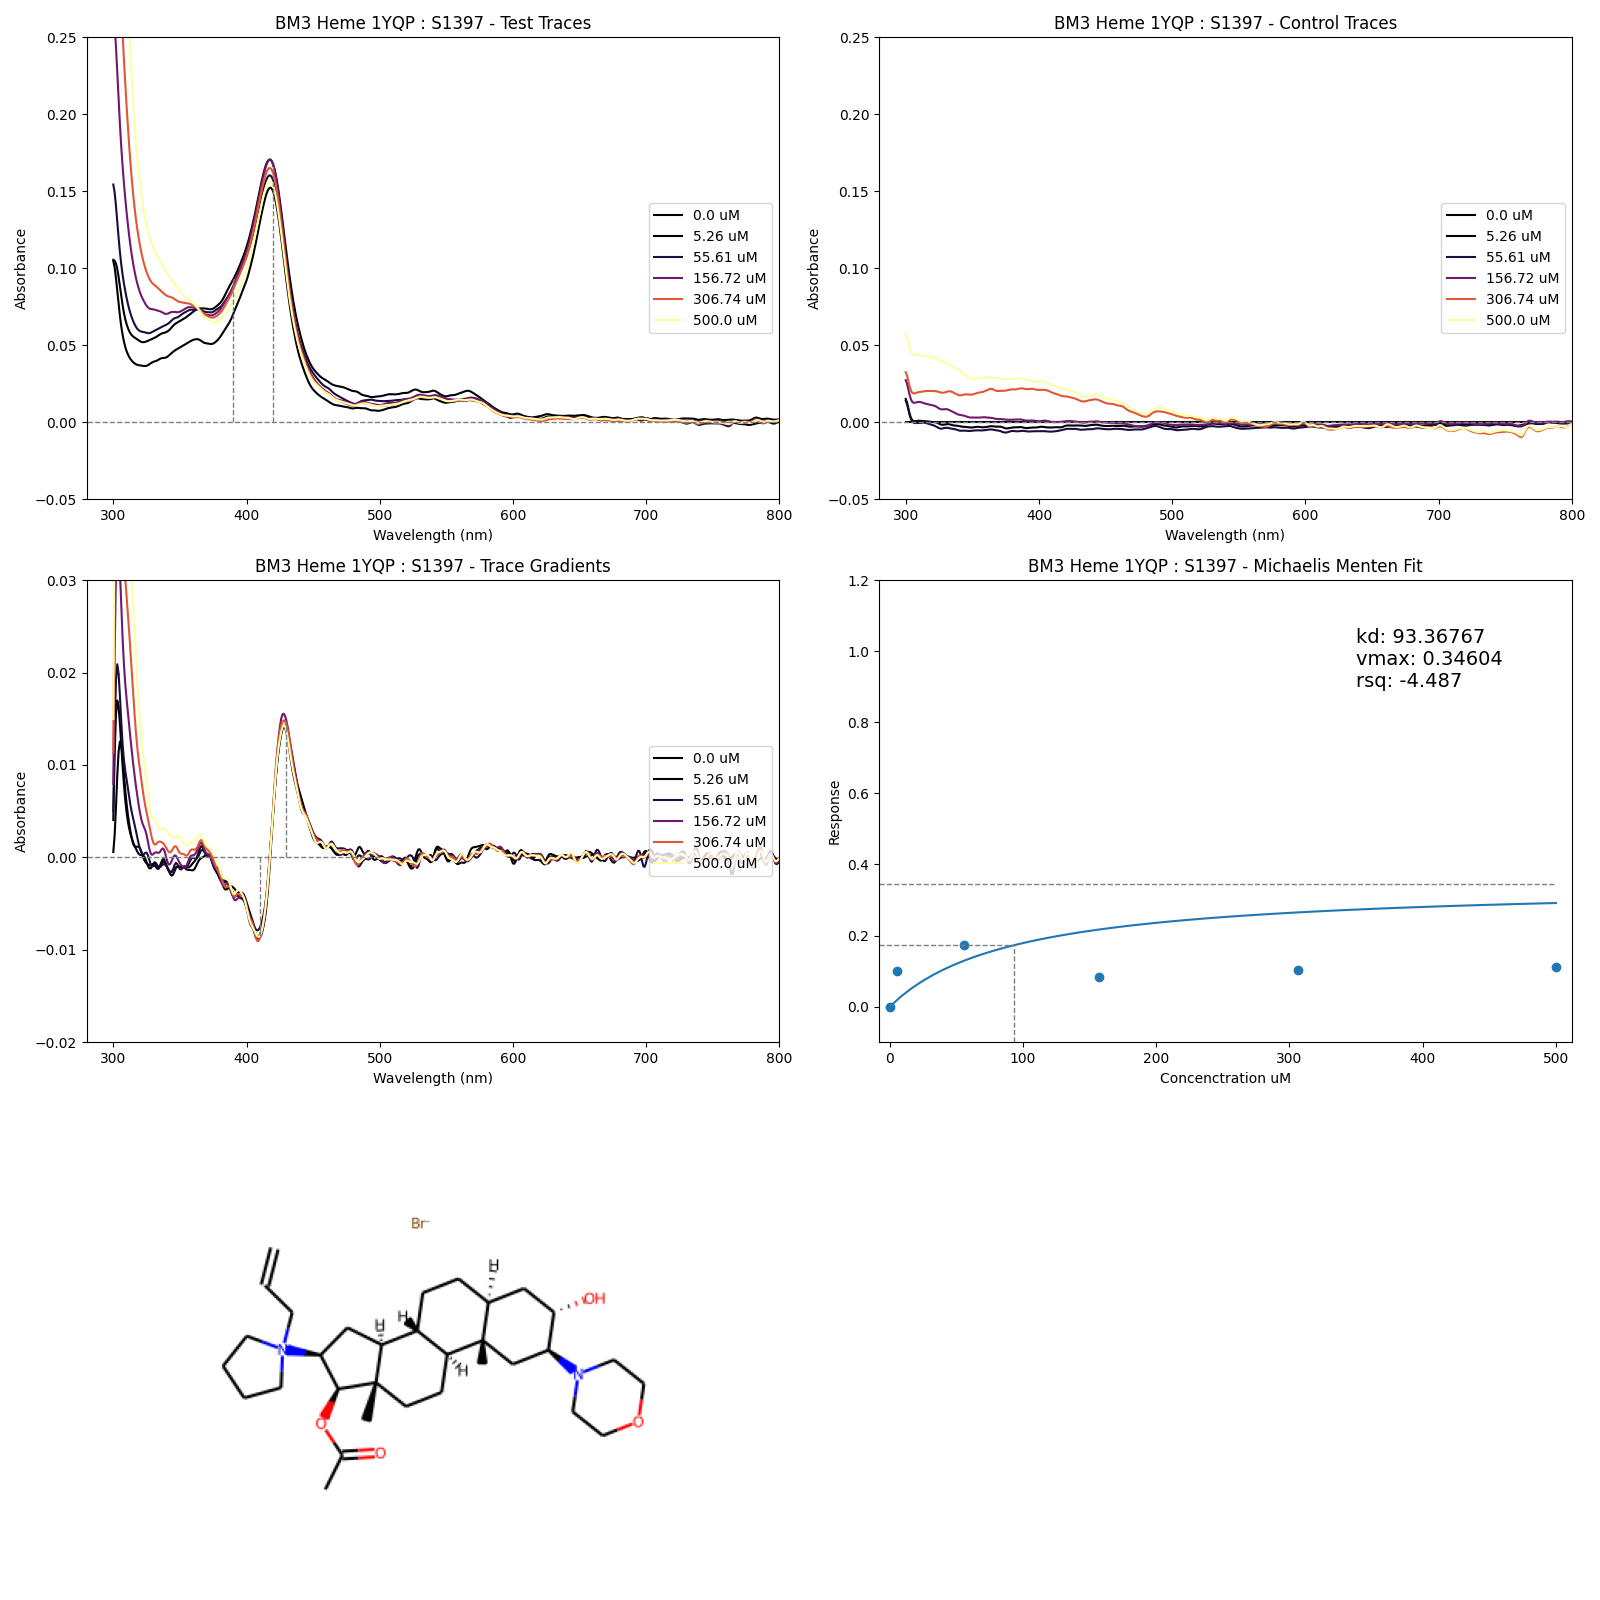 BM3 Heme 1YQP : S1397 - Test Traces
0.25
0.20
0.15
0.10
0.05
0.00
−0.05
Absorbance
300 400 500 600 700 800
Wavelength (nm)
0.0 uM
5.26 uM
55.61 uM
156.72 uM
306.74 uM
500.0 uM
BM3 Heme 1YQP : S1397 - Control Traces
0.25
0.20
0.15
0.10
0.05
0.00
−0.05
Absorbance
300 400 500 600 700 800
Wavelength (nm)
0.0 uM
5.26 uM
55.61 uM
156.72 uM
306.74 uM
500.0 uM
BM3 Heme 1YQP : S1397 - Trace Gradients
0.03
0.02
0.01
0.00
−0.01
−0.02
Absorbance
300 400 500 600 700 800
Wavelength (nm)
0.0 uM
5.26 uM
55.61 uM
156.72 uM
306.74 uM
500.0 uM
BM3 Heme 1YQP : S1397 - Michaelis Menten Fit
1.2
1.0
0.8
0.6
0.4
0.2
0.0
Response
0 100 200 300 400 500
Concenctration uM
kd: 93.36767
vmax: 0.34604
rsq: -4.487
Br⁻
H
OH
H
H
N⁺
H
N
O
O
O